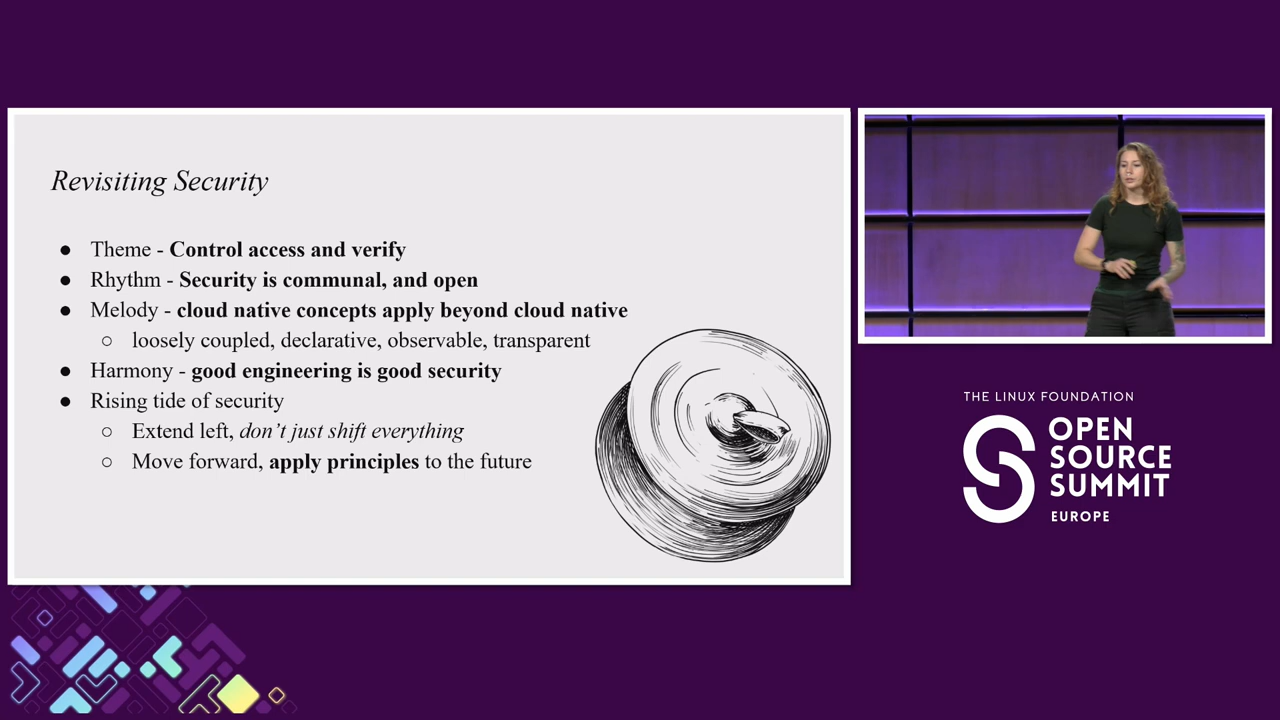 Revisiting Security
● Theme - Control access and verify
● Rhythm - Security is communal, and open
● Melody - cloud native concepts apply beyond cloud native
○ loosely coupled, declarative, observable, transparent
● Harmony - good engineering is good security
● Rising tide of security
○ Extend left, don't just shift everything
○ Move forward, apply principles to the future
THE LINUX FOUNDATION
OPEN
SOURCE
SUMMIT
EUROPE